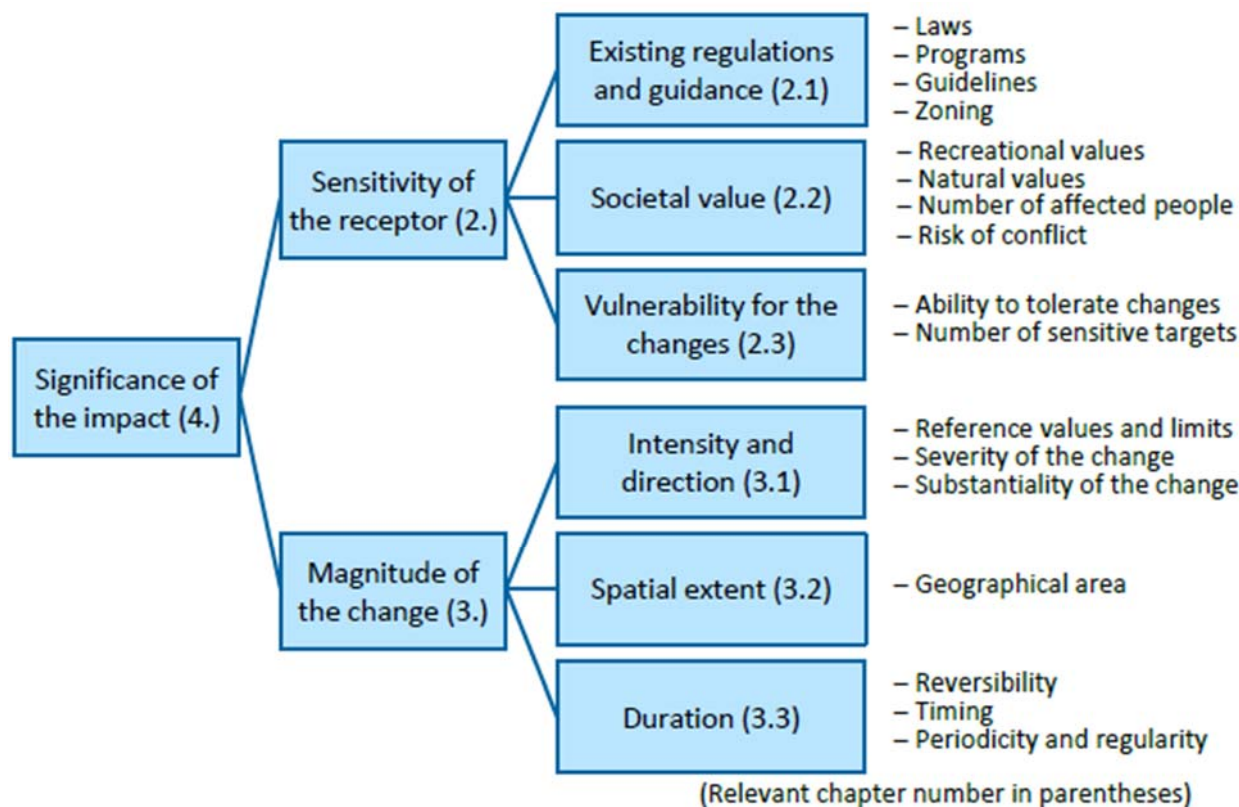 Significance of
the impact (4.)
Sensitivity of
the receptor (2.)
Existing regulations
and guidance (2.1)
– Laws
– Programs
– Guidelines
– Zoning
Societal value (2.2)
– Recreational values
– Natural values
– Number of affected people
– Risk of conflict
Vulnerability for the
changes (2.3)
– Ability to tolerate changes
– Number of sensitive targets
Magnitude of
the change (3.)
Intensity and
direction (3.1)
– Reference values and limits
– Severity of the change
– Substantiality of the change
Spatial extent (3.2)
– Geographical area
Duration (3.3)
– Reversibility
– Timing
– Periodicity and regularity
(Relevant chapter number in parentheses)